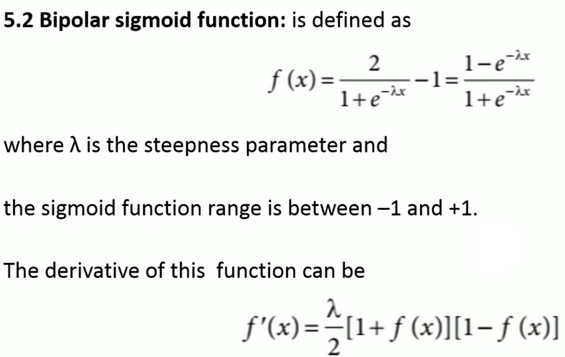 5.2 Bipolar sigmoid function: is defined as
f (x) = 2 / (1+e^{−λx}) −1 = (1−e^{−λx}) / (1+e^{−λx})
where λ is the steepness parameter and
the sigmoid function range is between −1 and +1.
The derivative of this function can be
f'(x) = λ/2 [1+ f (x)][1− f (x)]